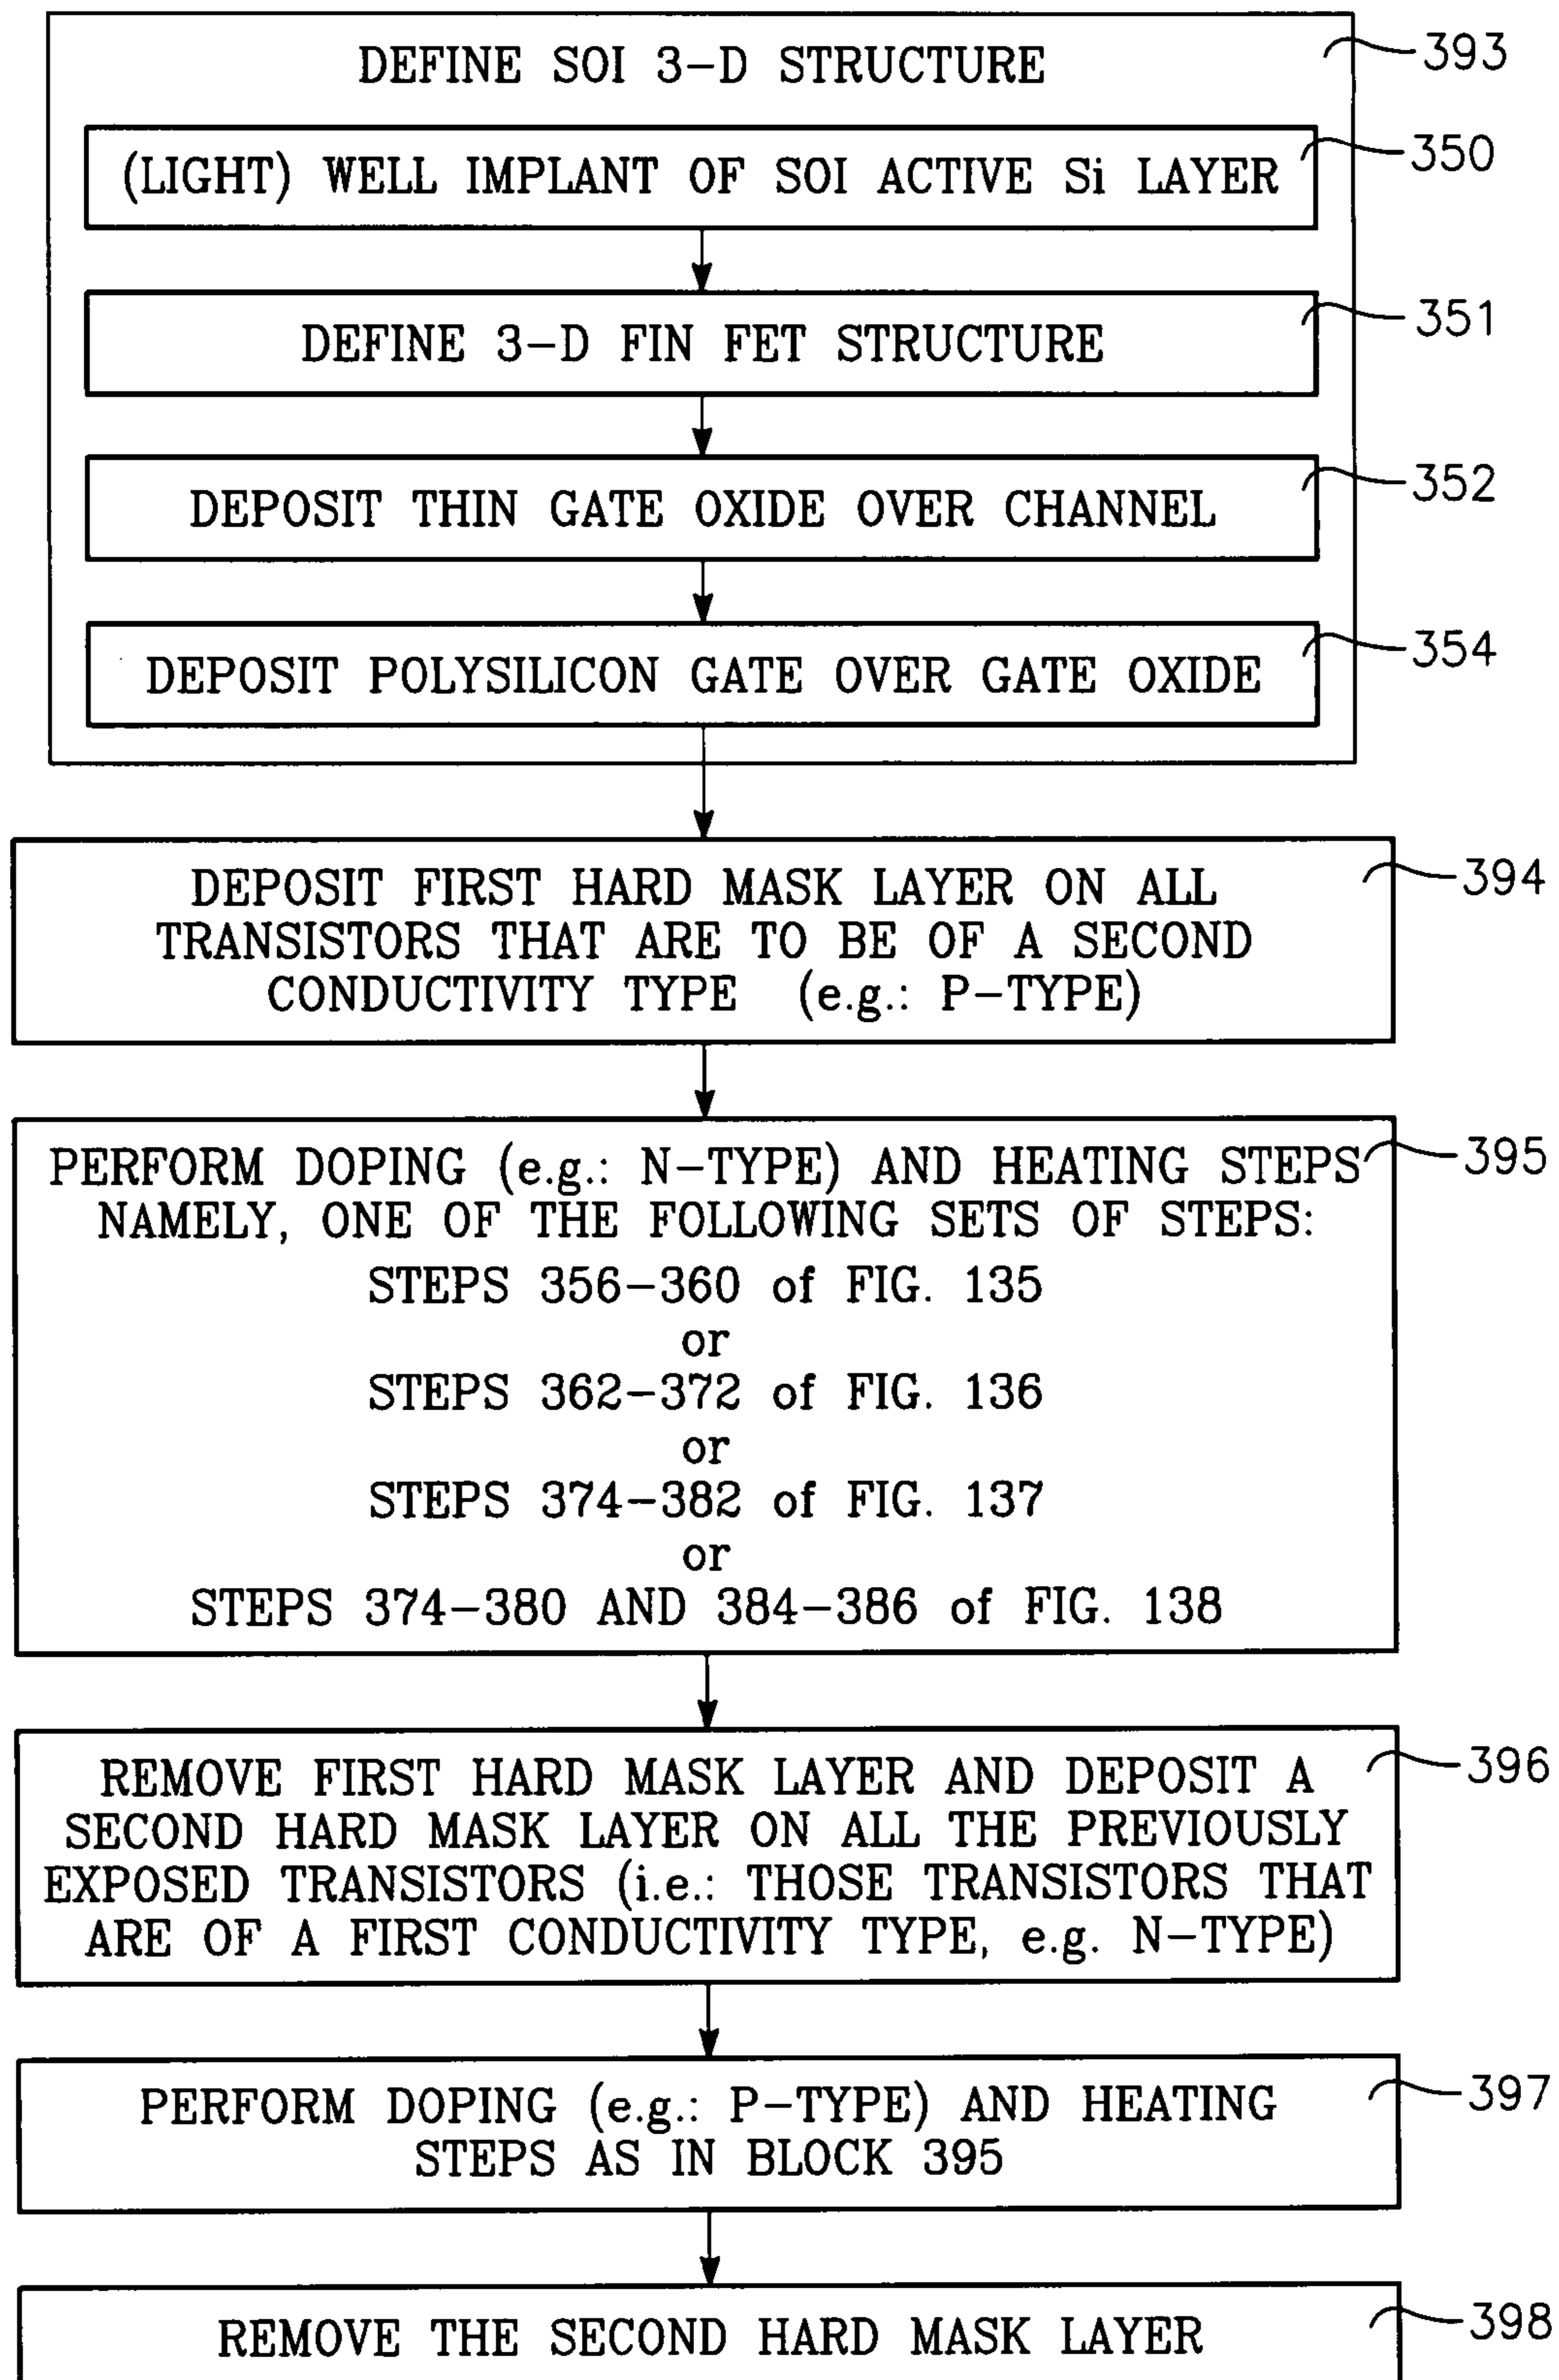 DEFINE SOI 3-D STRUCTURE
393
(LIGHT) WELL IMPLANT OF SOI ACTIVE Si LAYER
350
DEFINE 3-D FIN FET STRUCTURE
351
DEPOSIT THIN GATE OXIDE OVER CHANNEL
352
DEPOSIT POLYSILICON GATE OVER GATE OXIDE
354
DEPOSIT FIRST HARD MASK LAYER ON ALL
TRANSISTORS THAT ARE TO BE OF A SECOND
CONDUCTIVITY TYPE (e.g.: P-TYPE)
394
PERFORM DOPING (e.g.: N-TYPE) AND HEATING STEPS
NAMELY, ONE OF THE FOLLOWING SETS OF STEPS:
STEPS 356-360 of FIG. 135
or
STEPS 362-372 of FIG. 136
or
STEPS 374-382 of FIG. 137
or
STEPS 374-380 AND 384-386 of FIG. 138
395
REMOVE FIRST HARD MASK LAYER AND DEPOSIT A
SECOND HARD MASK LAYER ON ALL THE PREVIOUSLY
EXPOSED TRANSISTORS (i.e.: THOSE TRANSISTORS THAT
ARE OF A FIRST CONDUCTIVITY TYPE, e.g. N-TYPE)
396
PERFORM DOPING (e.g.: P-TYPE) AND HEATING
STEPS AS IN BLOCK 395
397
REMOVE THE SECOND HARD MASK LAYER
398